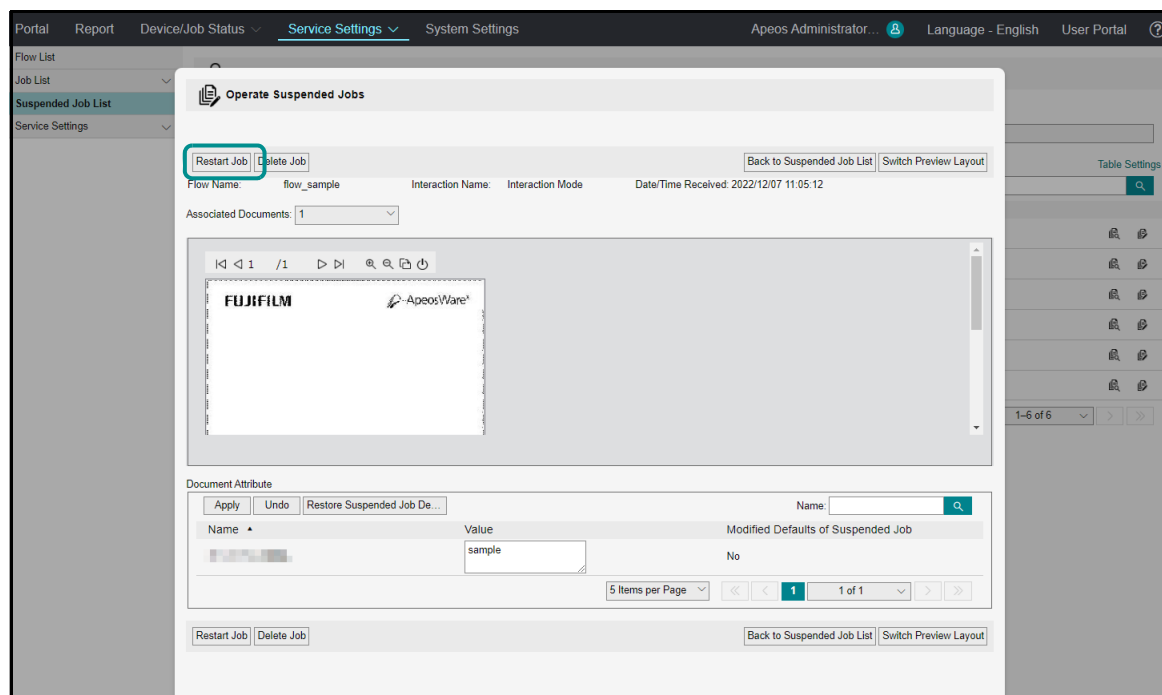 Portal Report Device/Job Status Service Settings System Settings Apeos Administrator... Language - English User Portal ?
Flow List
Job List
Suspended Job List
Service Settings
Operate Suspended Jobs
Restart Job Delete Job Back to Suspended Job List Switch Preview Layout
Table Settings
Flow Name: flow_sample Interaction Name: Interaction Mode Date/Time Received: 2022/12/07 11:05:12
Associated Documents: 1
1 /1
FUJIFILM ApeosWare
1–6 of 6
Document Attribute
Apply Undo Restore Suspended Job De... Name:
Name Value Modified Defaults of Suspended Job
sample No
5 Items per Page 1 1 of 1
Restart Job Delete Job Back to Suspended Job List Switch Preview Layout